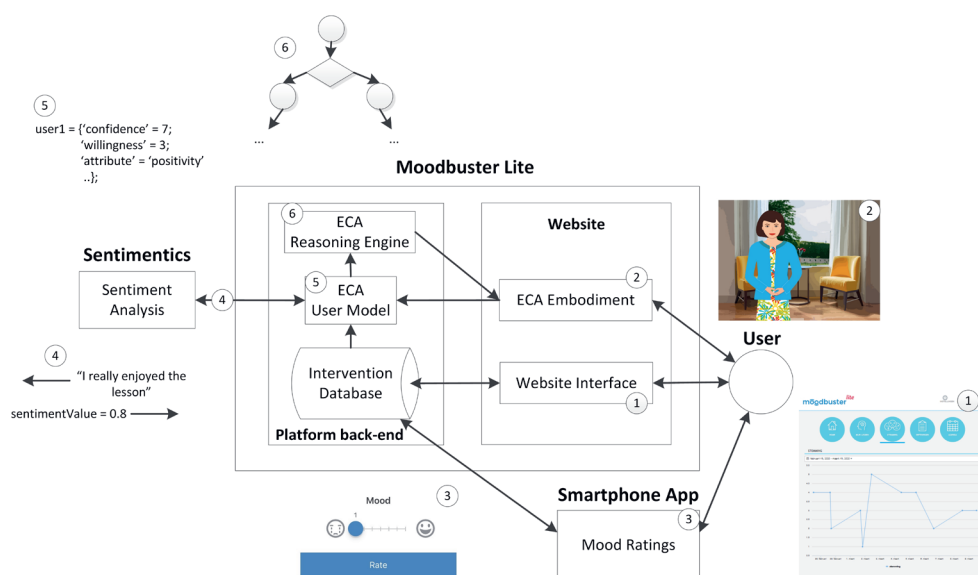 6
5
user1 = {‘confidence’ = 7;
‘willingness’ = 3;
‘attribute’ = ‘positivity’
..};
...
...
Moodbuster Lite
6
ECA
Reasoning Engine
Website
2
Sentimentics
Sentiment
Analysis
4
5
ECA
User Model
2
ECA Embodiment
User
4
“I really enjoyed the
lesson”
sentimentValue = 0.8
Intervention
Database
Website Interface
1
Platform back-end
1
moodbuster
lite
Mood
3
1
Rate
Smartphone App
3
Mood Ratings